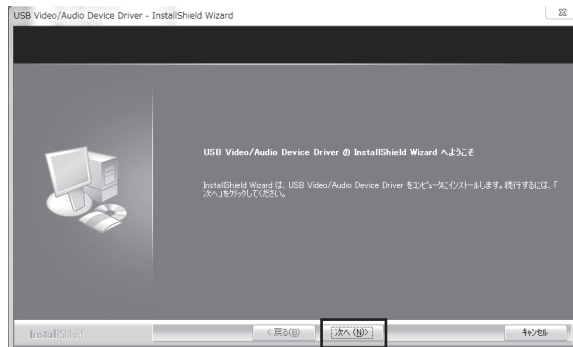 USB Video/Audio Device Driver - InstallShield Wizard
USB Video/Audio Device Driver の InstallShield Wizard へようこそ
InstallShield Wizard は、USB Video/Audio Device Driver をコンピュータにインストールします。続行するには、「
次へ」をクリックしてください。
InstallShield
< 戻る(B)
次へ (N)>
キャンセル